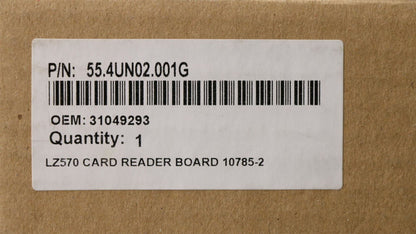 P/N: 55.4UN02.001G
OEM: 31049293
Quantity: 1
LZ570 CARD READER BOARD 10785-2